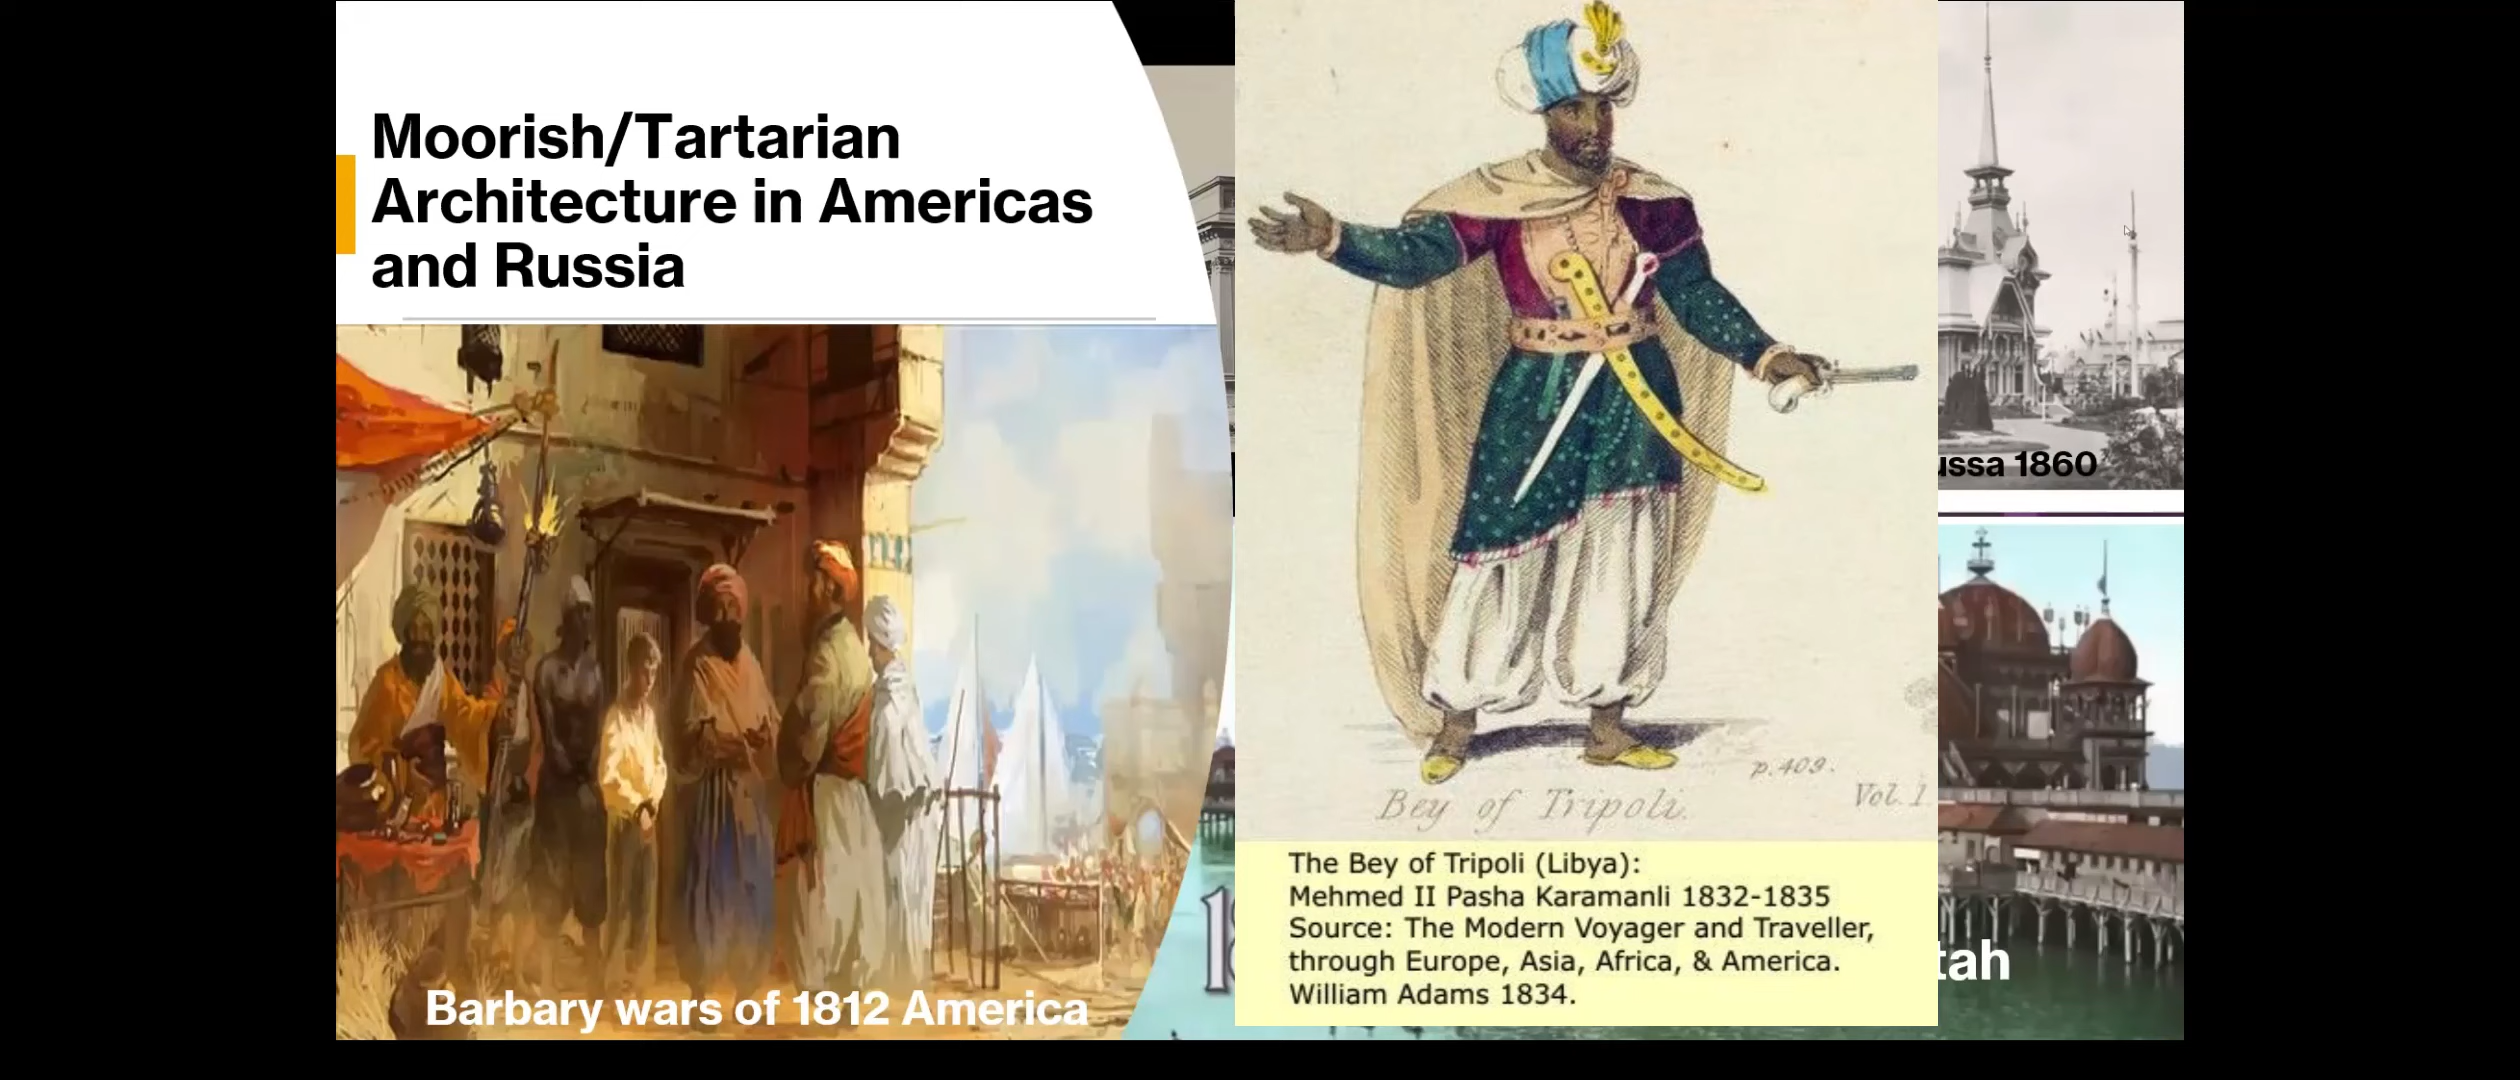 Moorish/Tartarian
Architecture in Americas
and Russia
Barbary wars of 1812 America
p.409.
Bey of Tripoli.
Vol.1
The Bey of Tripoli (Libya):
Mehmed II Pasha Karamanli 1832-1835
Source: The Modern Voyager and Traveller,
through Europe, Asia, Africa, & America.
William Adams 1834.
ussa 1860
tah